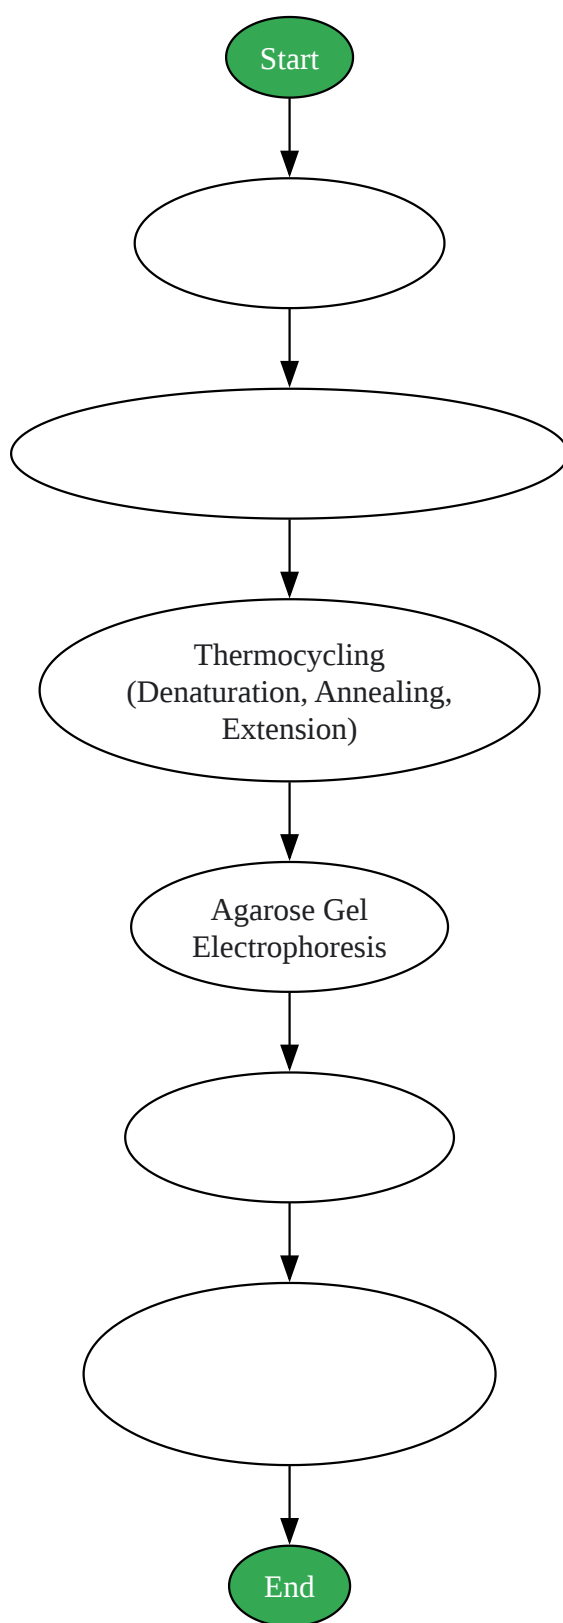 Start
Thermocycling
(Denaturation, Annealing,
Extension)
Agarose Gel
Electrophoresis
End